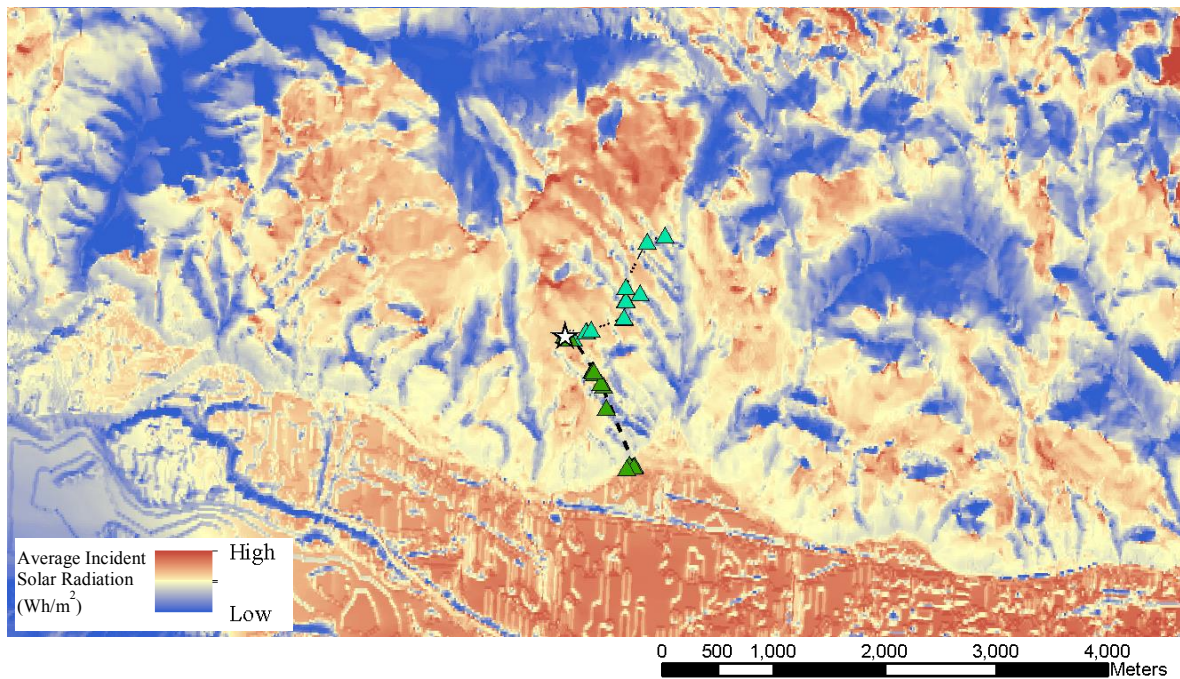 Average Incident
Solar Radiation
(Wh/m²)
High
Low
0 500 1,000 2,000 3,000 4,000
Meters